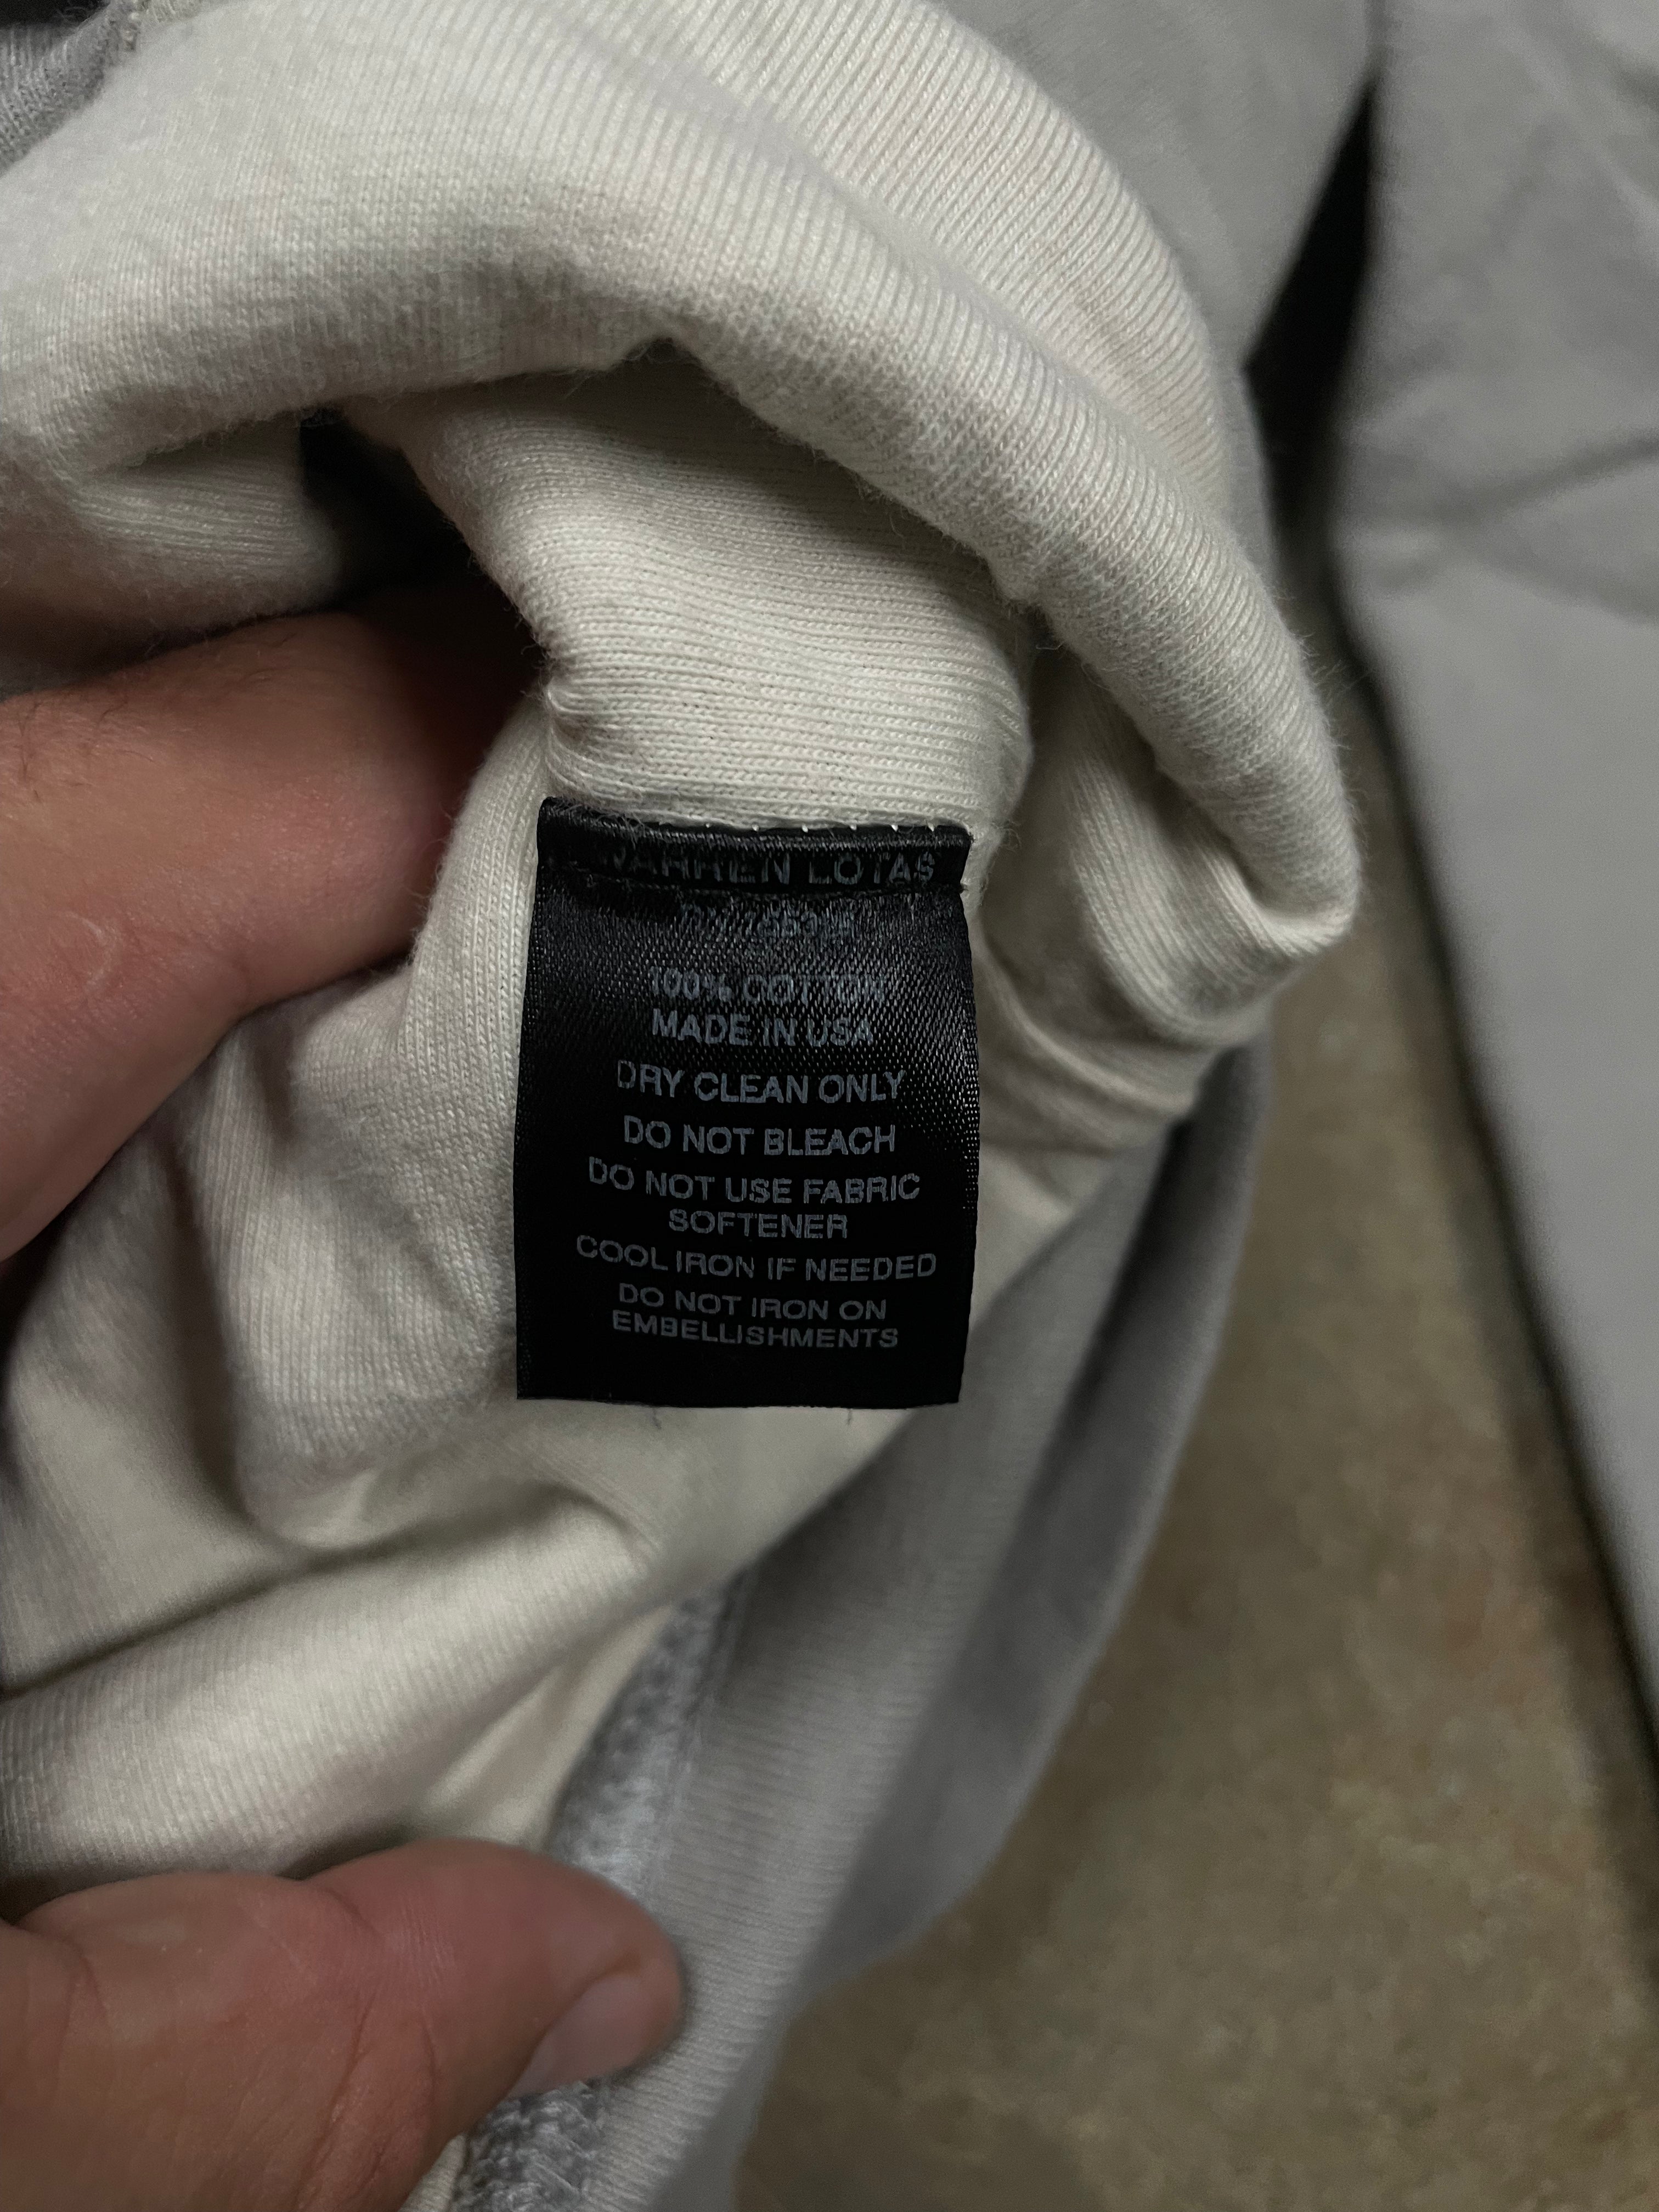 WARREN LOTAS
100% COTTON
MADE IN USA
DRY CLEAN ONLY
DO NOT BLEACH
DO NOT USE FABRIC
SOFTENER
COOL IRON IF NEEDED
DO NOT IRON ON
EMBELLISHMENTS